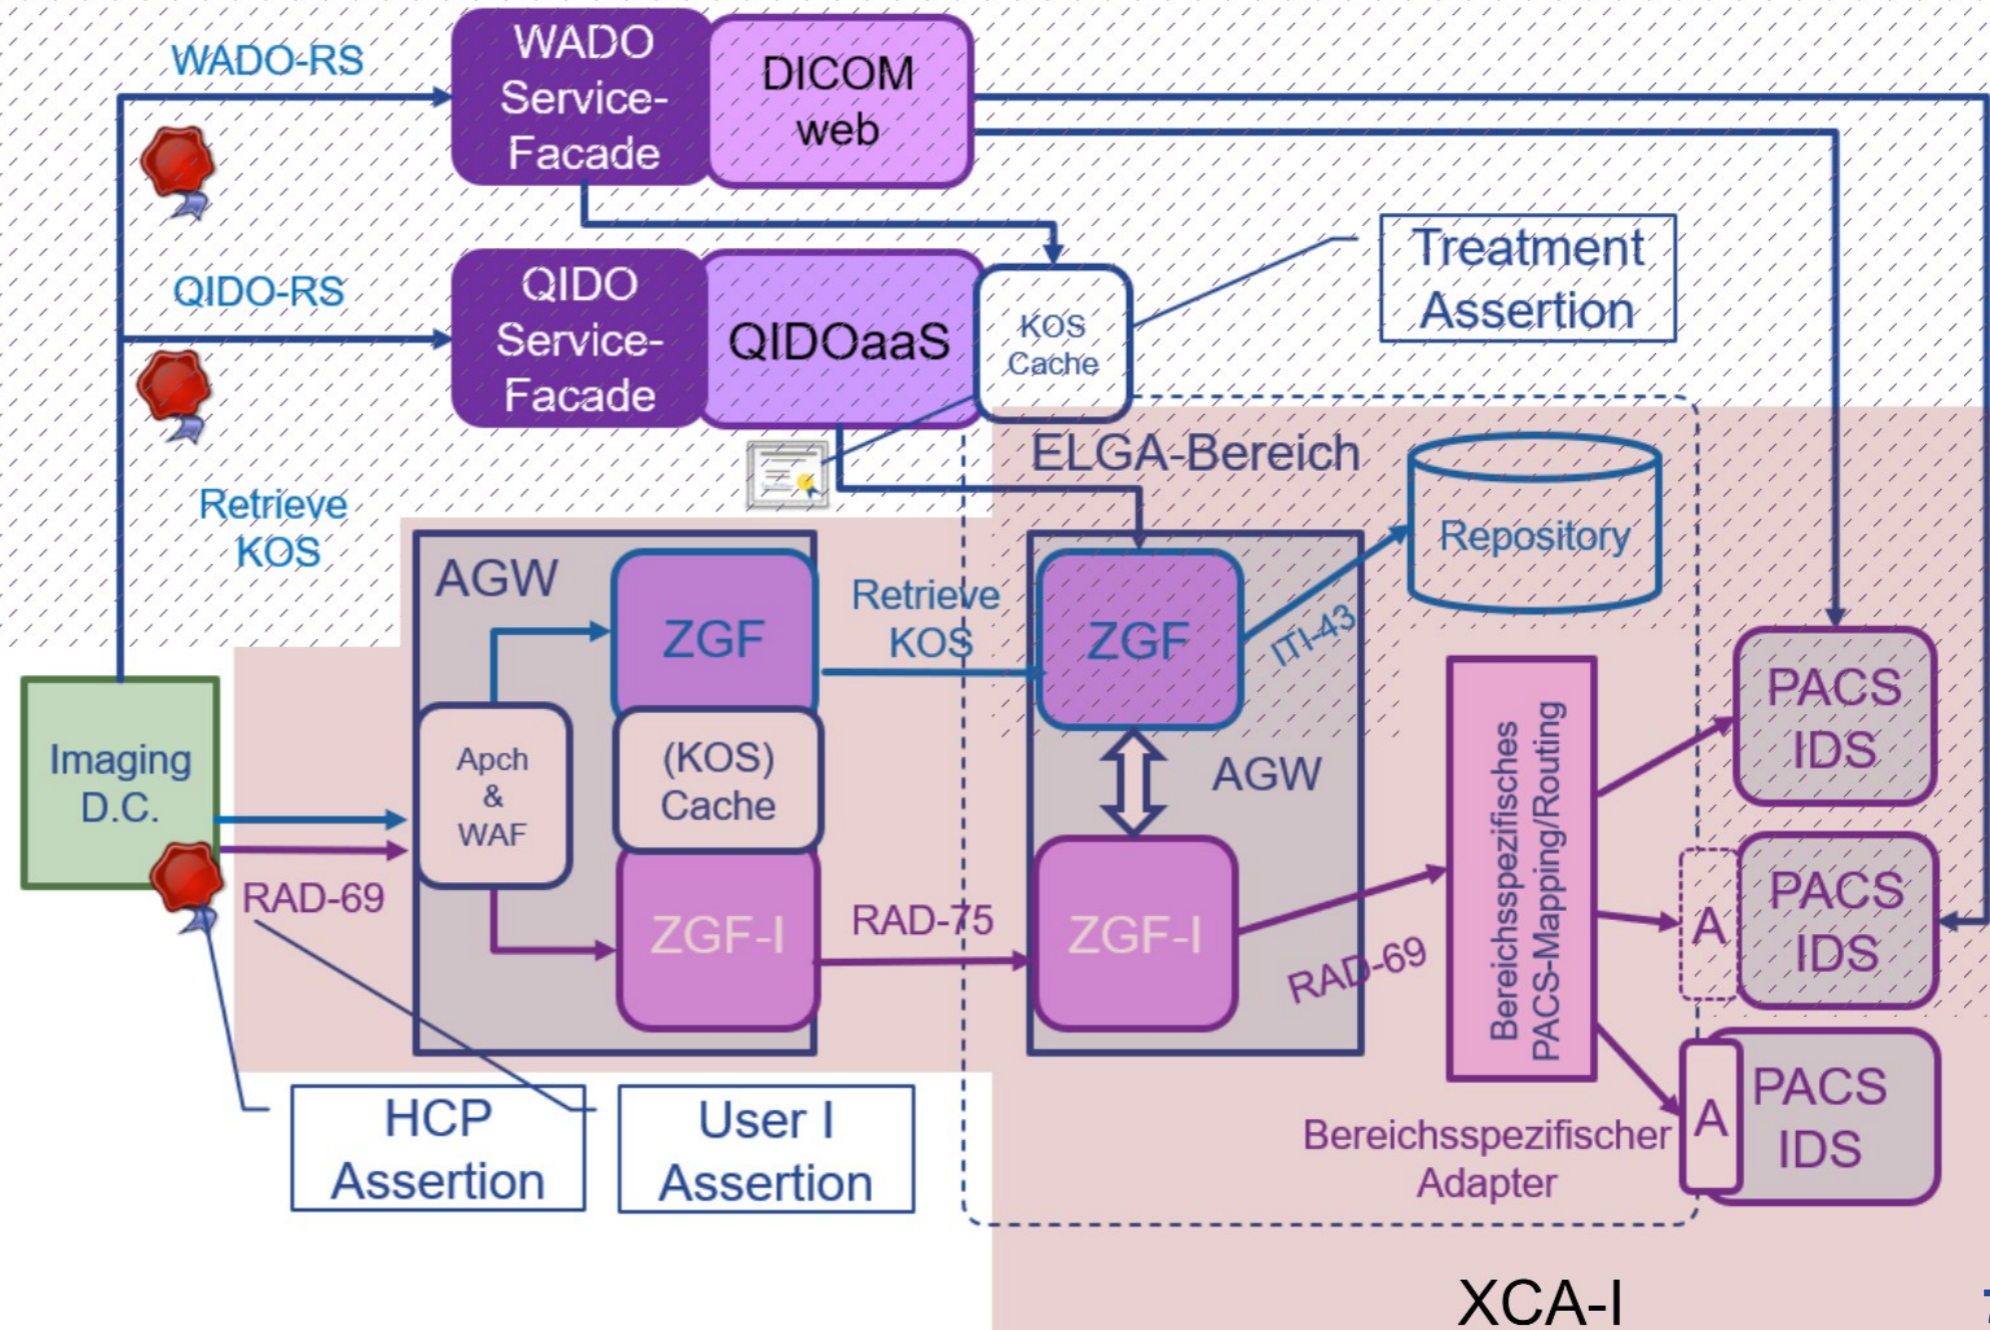 WADO-RS
WADO
Service-
Facade
DICOM
web
QIDO-RS
QIDO
Service-
Facade
QIDOaaS
KOS
Cache
Treatment
Assertion
Retrieve
KOS
ELGA-Bereich
Repository
AGW
ZGF
Retrieve
KOS
ZGF
ITI-43
Imaging
D.C.
Apch
&
WAF
(KOS)
Cache
AGW
Bereichsspezifisches
PACS-Mapping/Routing
PACS
IDS
RAD-69
ZGF-I
RAD-75
ZGF-I
RAD-69
A
PACS
IDS
HCP
Assertion
User I
Assertion
Bereichsspezifischer
Adapter
A
PACS
IDS
XCA-I